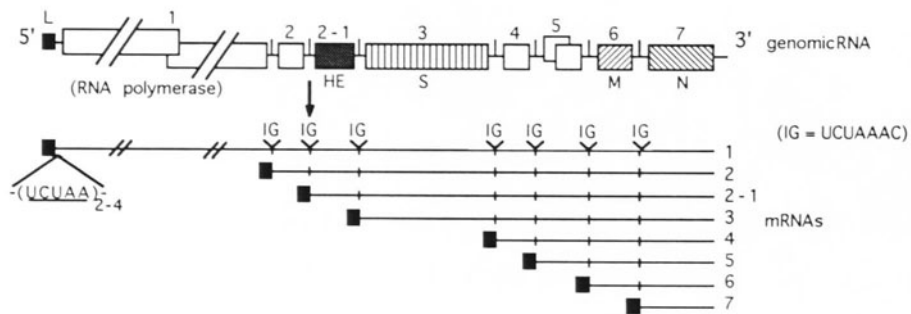 L 1 2 2-1 3 4 5 6 7
5' 3' genomicRNA
(RNA polymerase) HE S M N
IG IG IG IG IG IG IG (IG = UCUAAAC)
1
2
-(UCUAA)-2-4
2-1
3 mRNAs
4
5
6
7